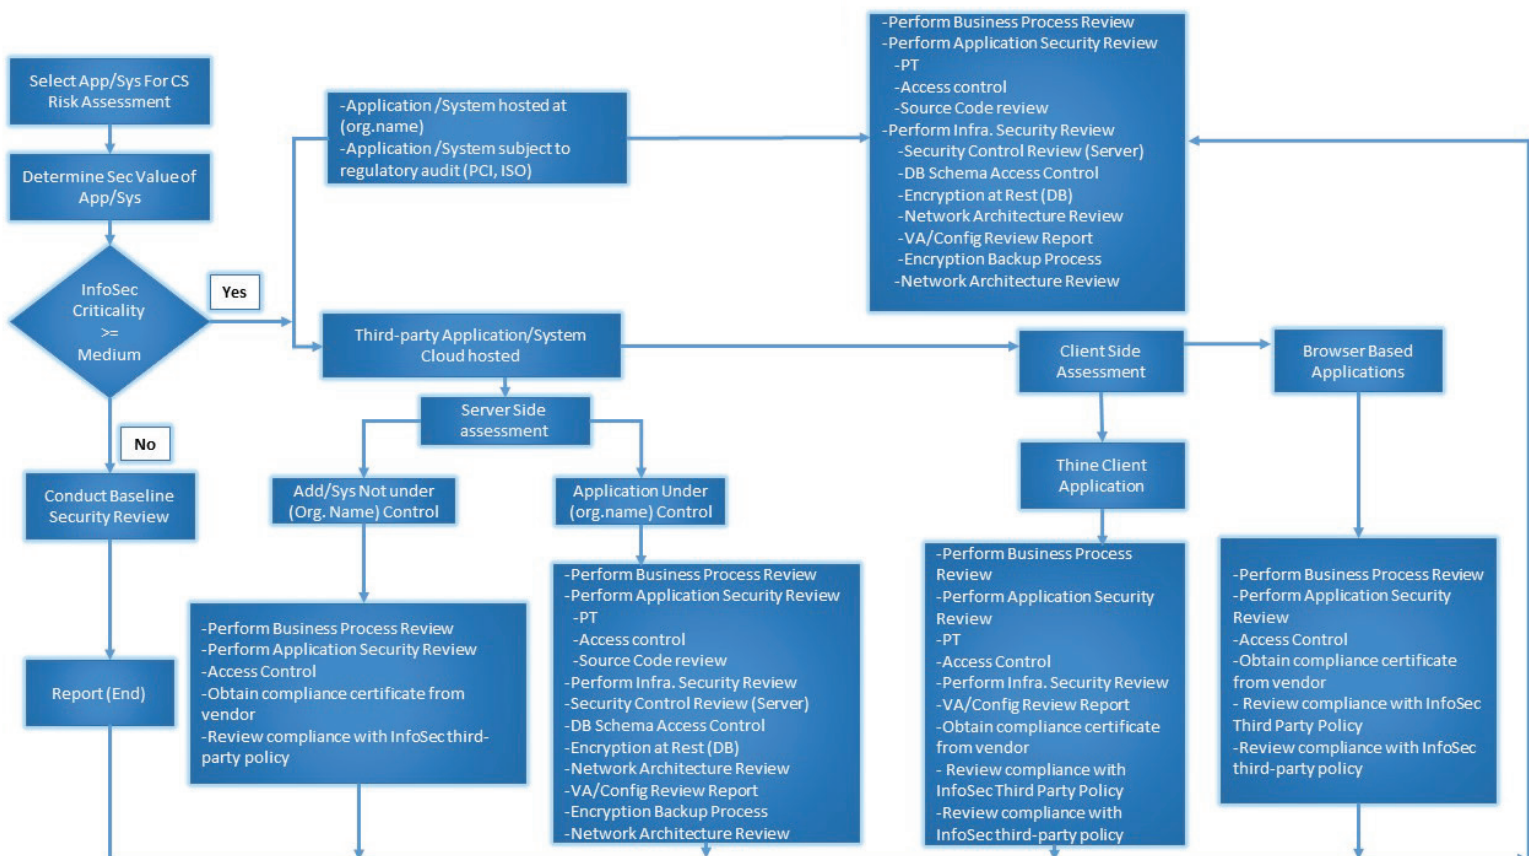 Select App/Sys For CS
Risk Assessment
Determine Sec Value of
App/Sys
InfoSec
Criticality
>=
Medium
Yes
No
Conduct Baseline
Security Review
Report (End)
-Application /System hosted at
(org.name)
-Application /System subject to
regulatory audit (PCI, ISO)
-Perform Business Process Review
-Perform Application Security Review
-PT
-Access control
-Source Code review
-Perform Infra. Security Review
-Security Control Review (Server)
-DB Schema Access Control
-Encryption at Rest (DB)
-Network Architecture Review
-VA/Config Review Report
-Encryption Backup Process
-Network Architecture Review
Third-party Application/System
Cloud hosted
Server Side
assessment
Add/Sys Not under
(Org. Name) Control
-Perform Business Process Review
-Perform Application Security Review
-Access Control
-Obtain compliance certificate from
vendor
-Review compliance with InfoSec third-
party policy
Application Under
(org.name) Control
-Perform Business Process Review
-Perform Application Security Review
-PT
-Access control
-Source Code review
-Perform Infra. Security Review
-Security Control Review (Server)
-DB Schema Access Control
-Encryption at Rest (DB)
-Network Architecture Review
-VA/Config Review Report
-Encryption Backup Process
-Network Architecture Review
Client Side
Assessment
Thine Client
Application
-Perform Business Process
Review
-Perform Application Security
Review
-PT
-Access Control
-Perform Infra. Security Review
-VA/Config Review Report
-Obtain compliance certificate
from vendor
- Review compliance with
InfoSec Third Party Policy
-Review compliance with
InfoSec third-party policy
Browser Based
Applications
-Perform Business Process Review
-Perform Application Security
Review
-Access Control
-Obtain compliance certificate
from vendor
- Review compliance with InfoSec
Third Party Policy
-Review compliance with InfoSec
third-party policy